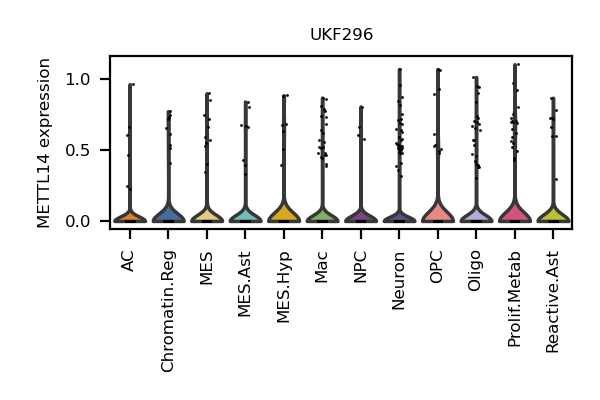 UKF296
METTL14 expression
1.0
0.5
0.0
AC
Chromatin.Reg
MES
MES.Ast
MES.Hyp
Mac
NPC
Neuron
OPC
Oligo
Prolif.Metab
Reactive.Ast